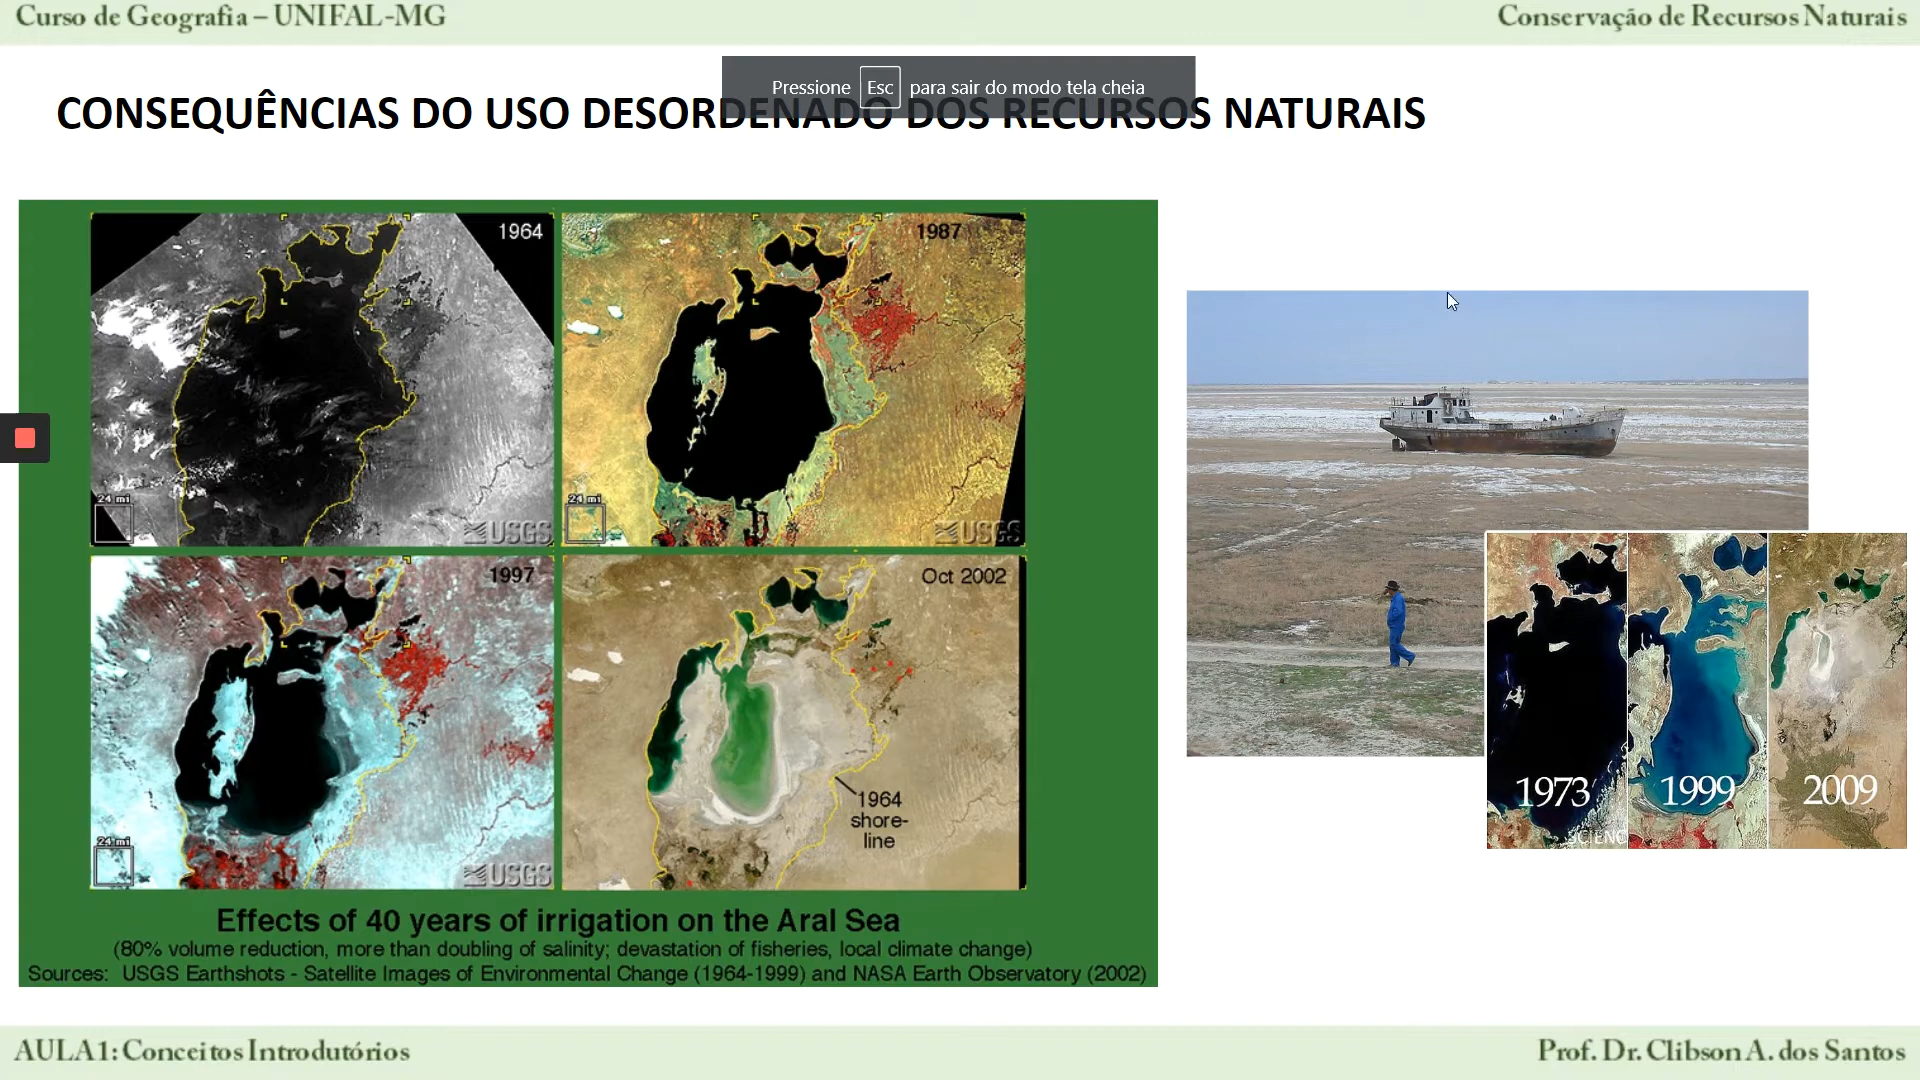 Curso de Geografia – UNIFAL-MG
Conservação de Recursos Naturais
Pressione Esc para sair do modo tela cheia
CONSEQUÊNCIAS DO USO DESORDENADO DOS RECURSOS NATURAIS
1964
24 mi
USGS
1987
24 mi
USGS
1997
24 mi
USGS
Oct 2002
1964
shore-
line
Effects of 40 years of irrigation on the Aral Sea
(80% volume reduction, more than doubling of salinity; devastation of fisheries, local climate change)
Sources: USGS Earthshots - Satellite Images of Environmental Change (1964-1999) and NASA Earth Observatory (2002)
1973
1999
2009
SCIENC
AULA1: Conceitos Introdutórios
Prof. Dr. Clibson A. dos Santos